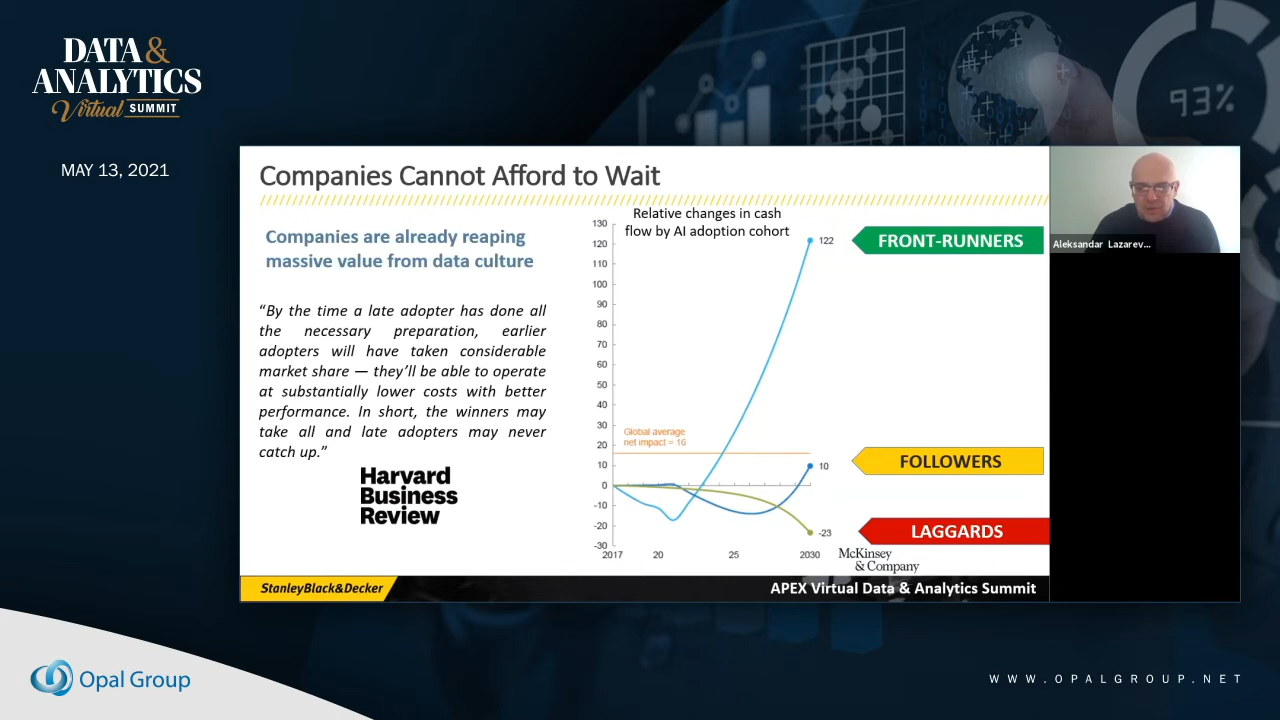 DATA &
ANALYTICS
Virtual SUMMIT
MAY 13, 2021
93%
Companies Cannot Afford to Wait
Companies are already reaping
massive value from data culture
“By the time a late adopter has done all
the necessary preparation, earlier
adopters will have taken considerable
market share — they’ll be able to operate
at substantially lower costs with better
performance. In short, the winners may
take all and late adopters may never
catch up.”
Harvard
Business
Review
Relative changes in cash
flow by AI adoption cohort
130
120
110
100
90
80
70
60
50
40
30
20
10
0
-10
-20
-30
2017
20
25
2030
Global average
net impact = 16
122
10
-23
FRONT-RUNNERS
FOLLOWERS
LAGGARDS
McKinsey
& Company
Aleksandar Lazarev...
StanleyBlack&Decker
APEX Virtual Data & Analytics Summit
Opal Group
WWW.OPALGROUP.NET